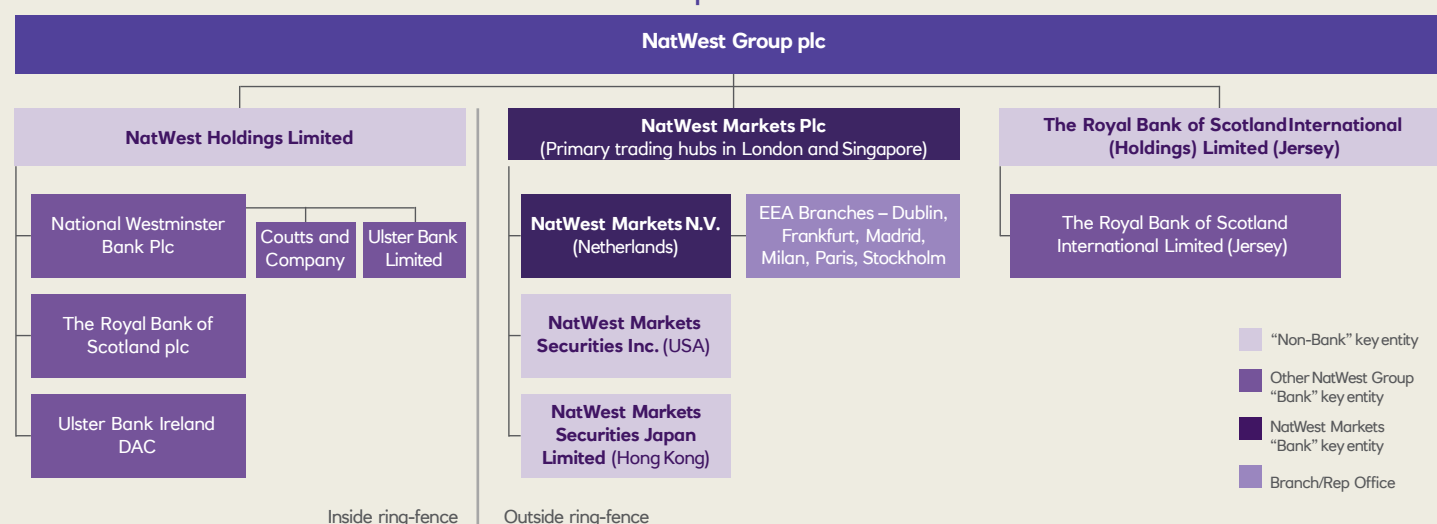 NatWest Group plc
NatWest Holdings Limited
National Westminster
Bank Plc
Coutts and
Company
Ulster Bank
Limited
The Royal Bank of
Scotland plc
Ulster Bank Ireland
DAC
NatWest Markets Plc
(Primary trading hubs in London and Singapore)
NatWest Markets N.V.
(Netherlands)
EEA Branches – Dublin,
Frankfurt, Madrid,
Milan, Paris, Stockholm
NatWest Markets
Securities Inc. (USA)
NatWest Markets
Securities Japan
Limited (Hong Kong)
The Royal Bank of Scotland International
(Holdings) Limited (Jersey)
The Royal Bank of Scotland
International Limited (Jersey)
“Non-Bank” key entity
Other NatWest Group
“Bank” key entity
NatWest Markets
“Bank” key entity
Branch/Rep Office
Inside ring-fence
Outside ring-fence